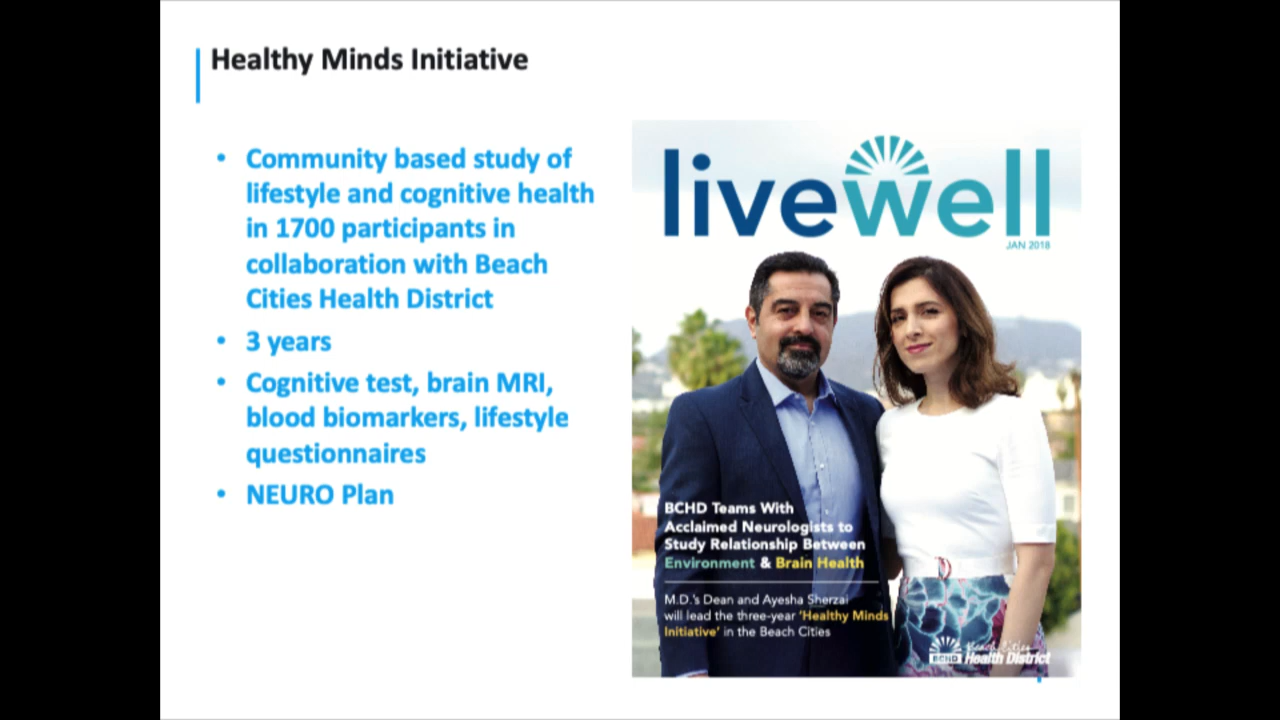 Healthy Minds Initiative
• Community based study of
lifestyle and cognitive health
in 1700 participants in
collaboration with Beach
Cities Health District
• 3 years
• Cognitive test, brain MRI,
blood biomarkers, lifestyle
questionnaires
• NEURO Plan
livewell
JAN 2018
BCHD Teams With
Acclaimed Neurologists to
Study Relationship Between
Environment & Brain Health
M.D.'s Dean and Ayesha Sherzai
will lead the three-year 'Healthy Minds
Initiative' in the Beach Cities
Beach Cities
BCHD Health District